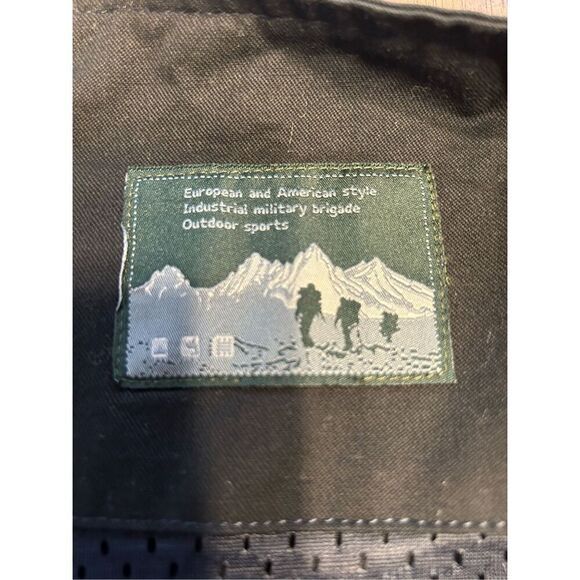 European and American style
Industrial military brigade
Outdoor sports